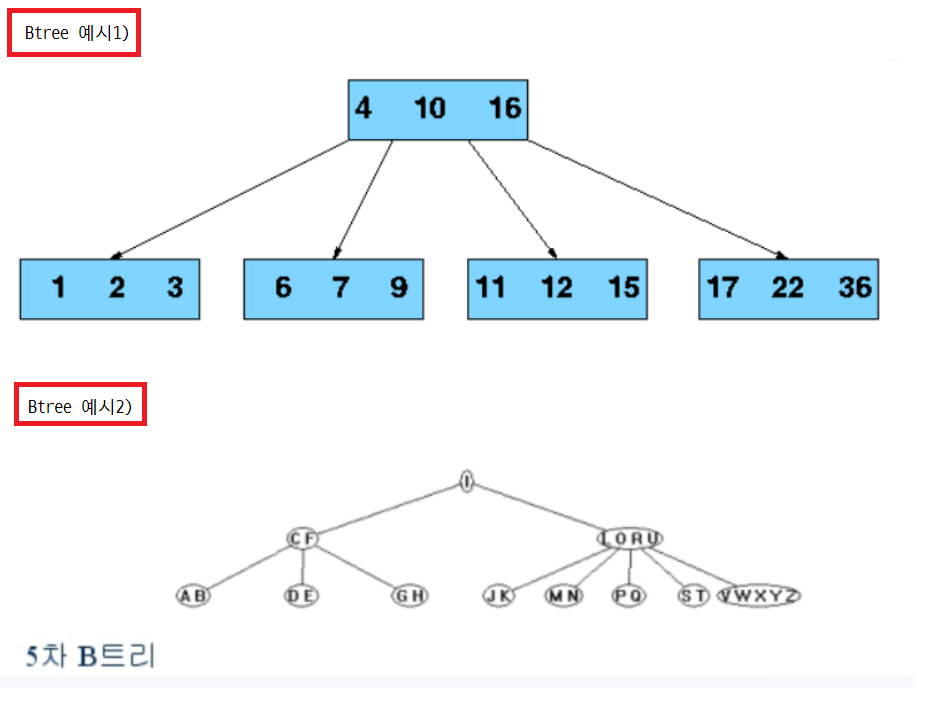 Btree 예시1)
4 10 16
1 2 3 6 7 9 11 12 15 17 22 36
Btree 예시2)
I
C F L O R U
A B D E G H J K M N P Q S T V W X Y Z
5차 B트리